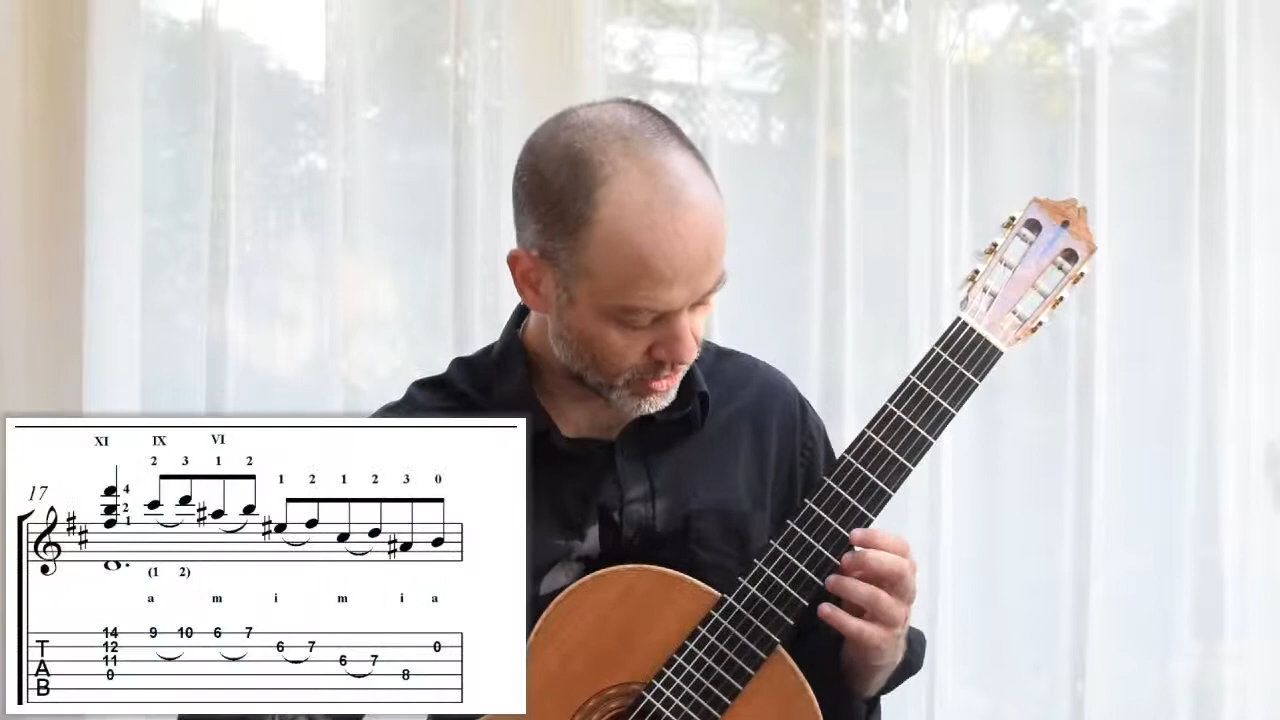 XI IX VI
2 3 1 2
1 2 1 2 3 0
17
4
2
1
(1 2)
a m i m i a
14 9 10 6 7
T 12 6 7 0
11 6 7
A 0 8
B